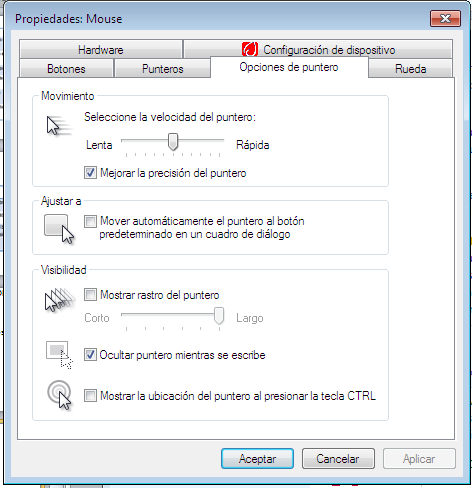 Propiedades: Mouse
Hardware
Configuración de dispositivo
Botones
Punteros
Opciones de puntero
Rueda
Movimiento
Seleccione la velocidad del puntero:
Lenta
Rápida
Mejorar la precisión del puntero
Ajustar a
Mover automáticamente el puntero al botón
predeterminado en un cuadro de diálogo
Visibilidad
Mostrar rastro del puntero
Corto
Largo
Ocultar puntero mientras se escribe
Mostrar la ubicación del puntero al presionar la tecla CTRL
Aceptar
Cancelar
Aplicar